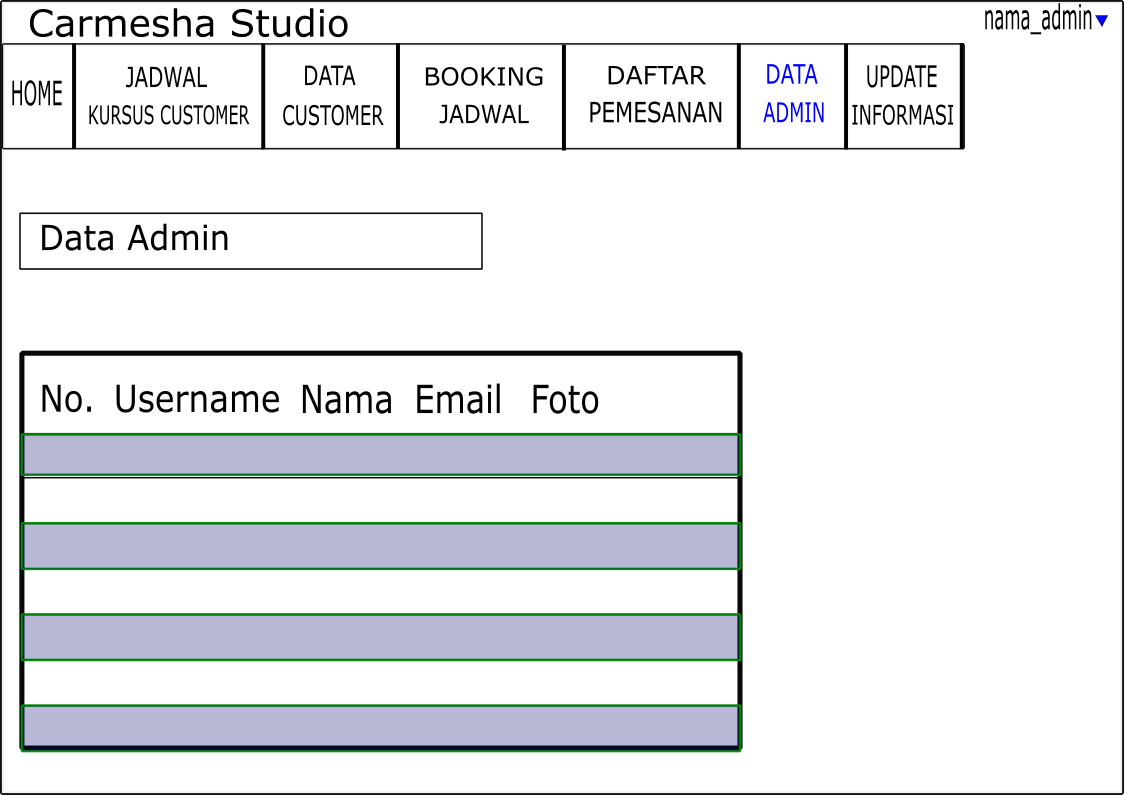 Carmesha Studio
nama_admin
HOME
JADWAL
KURSUS CUSTOMER
DATA
CUSTOMER
BOOKING
JADWAL
DAFTAR
PEMESANAN
DATA
ADMIN
UPDATE
INFORMASI
Data Admin
No. Username Nama Email Foto